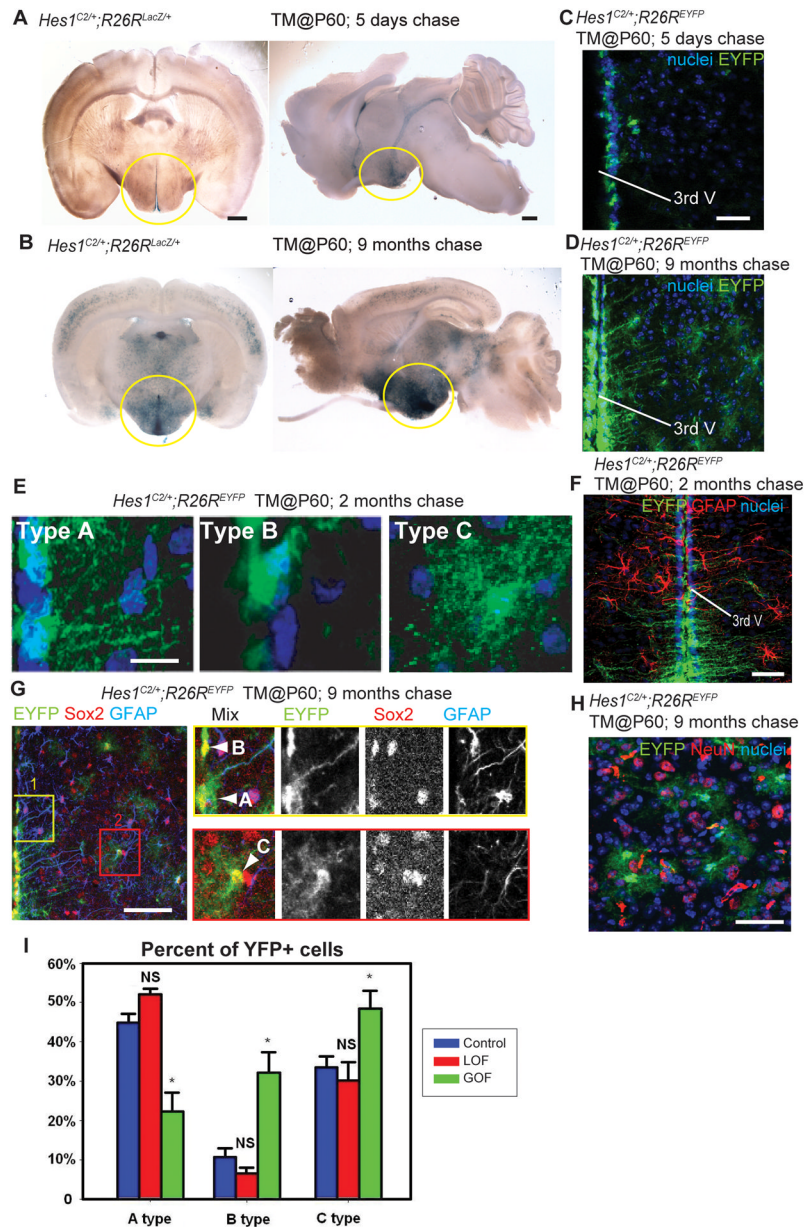 A
Hes1C2/+;R26RLacZ/+
TM@P60; 5 days chase
C
Hes1C2/+;R26REYFP
TM@P60; 5 days chase
nuclei EYFP
3rd V
B
Hes1C2/+;R26RLacZ/+
TM@P60; 9 months chase
D
Hes1C2/+;R26REYFP
TM@P60; 9 months chase
nuclei EYFP
3rd V
E
Hes1C2/+;R26REYFP TM@P60; 2 months chase
Type A
Type B
Type C
Hes1C2/+;R26REYFP
F
TM@P60; 2 months chase
EYFP GFAP nuclei
3rd V
G
Hes1C2/+;R26REYFP TM@P60; 9 months chase
EYFP Sox2 GFAP
Mix
EYFP
Sox2
GFAP
1
2
B
A
C
H
Hes1C2/+;R26REYFP
TM@P60; 9 months chase
EYFP NeuN nuclei
I
Percent of YFP+ cells
60%
50%
40%
30%
20%
10%
0
NS
*
NS
*
NS
*
A type
B type
C type
Control
LOF
GOF